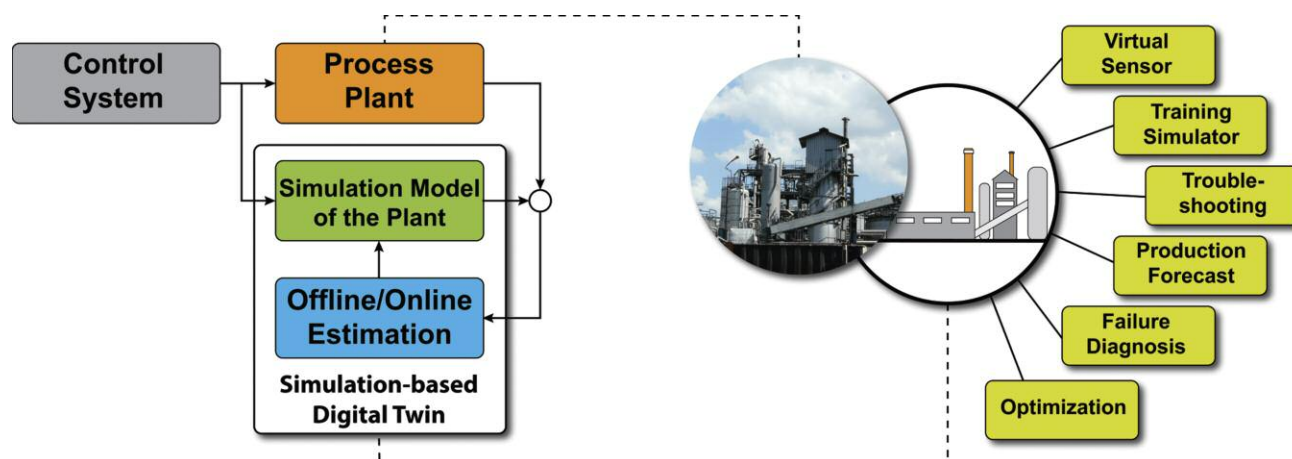 Control
System
Process
Plant
Simulation Model
of the Plant
Offline/Online
Estimation
Simulation-based
Digital Twin
Virtual
Sensor
Training
Simulator
Trouble-
shooting
Production
Forecast
Failure
Diagnosis
Optimization